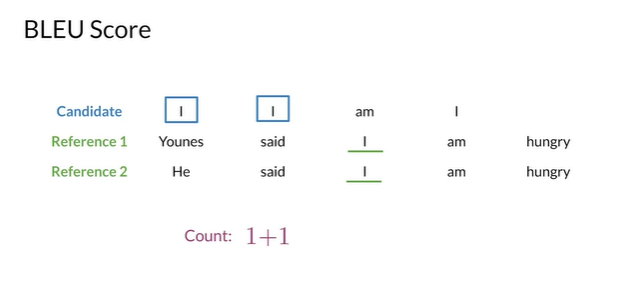 BLEU Score
Candidate I I am I
Reference 1 Younes said I am hungry
Reference 2 He said I am hungry
Count: 1+1